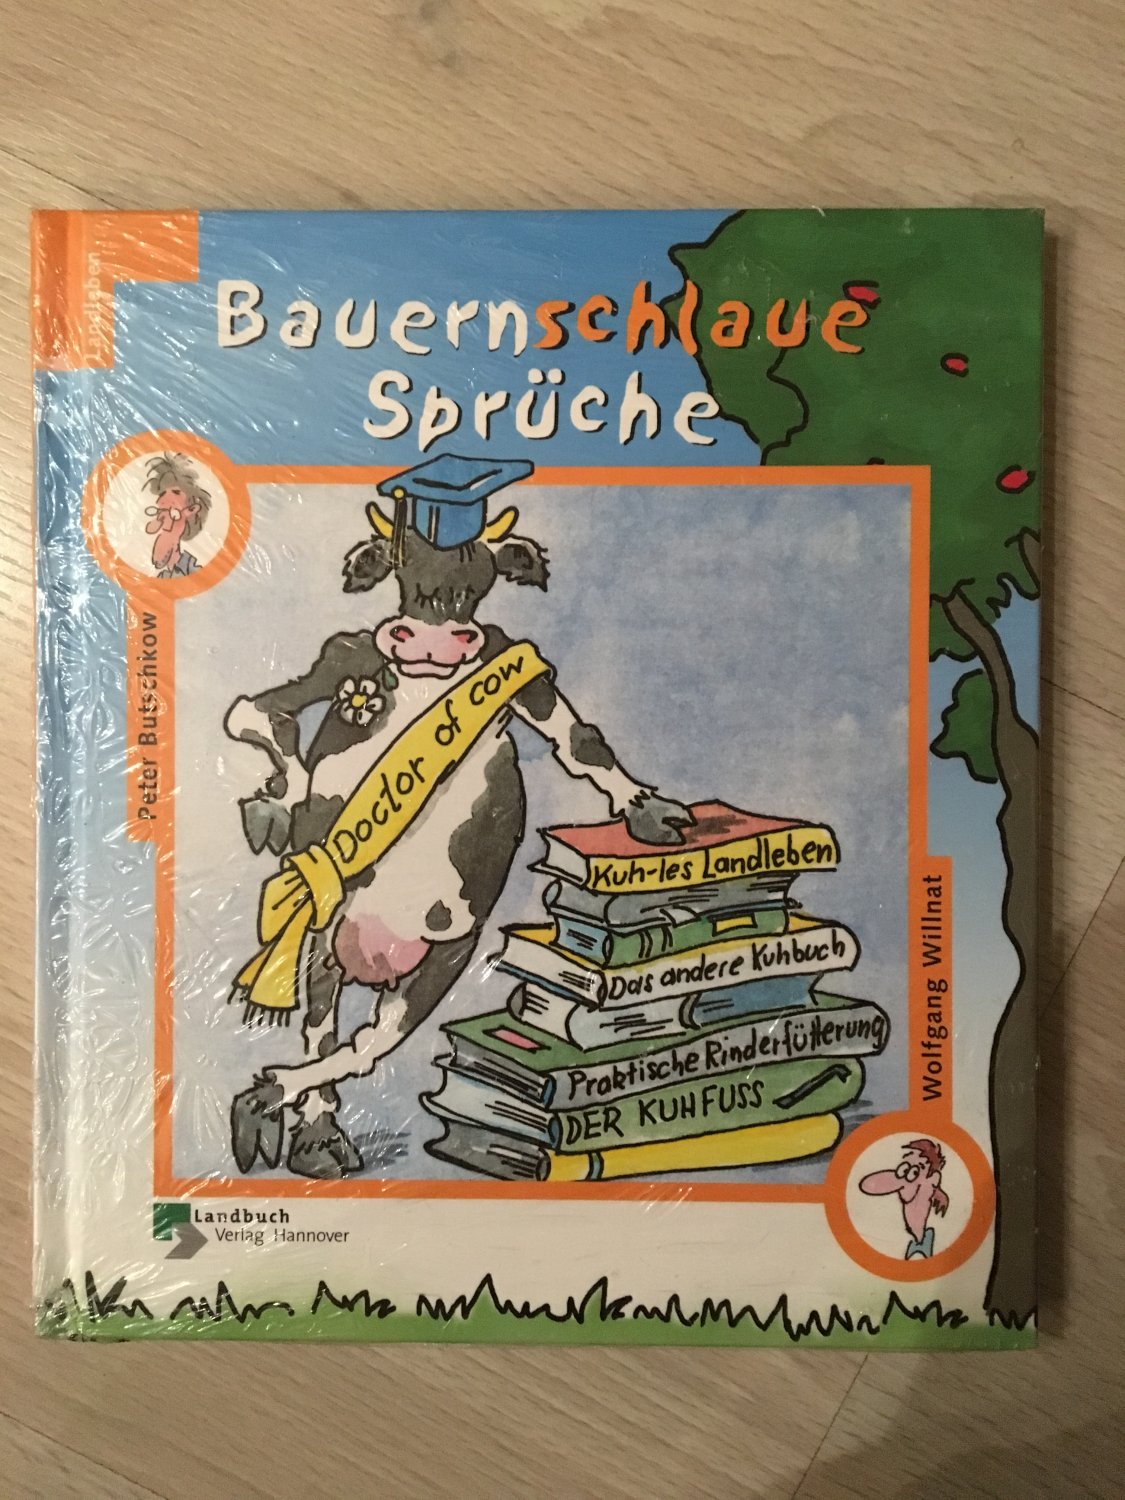 Landleben
Bauernschlaue
Sprüche
Peter Butschkow
Doctor of cow
Kuh-les Landleben
Das andere Kuhbuch
Praktische Rinderfütterung
DER KUHFUSS
Wolfgang Willnat
Landbuch
Verlag Hannover